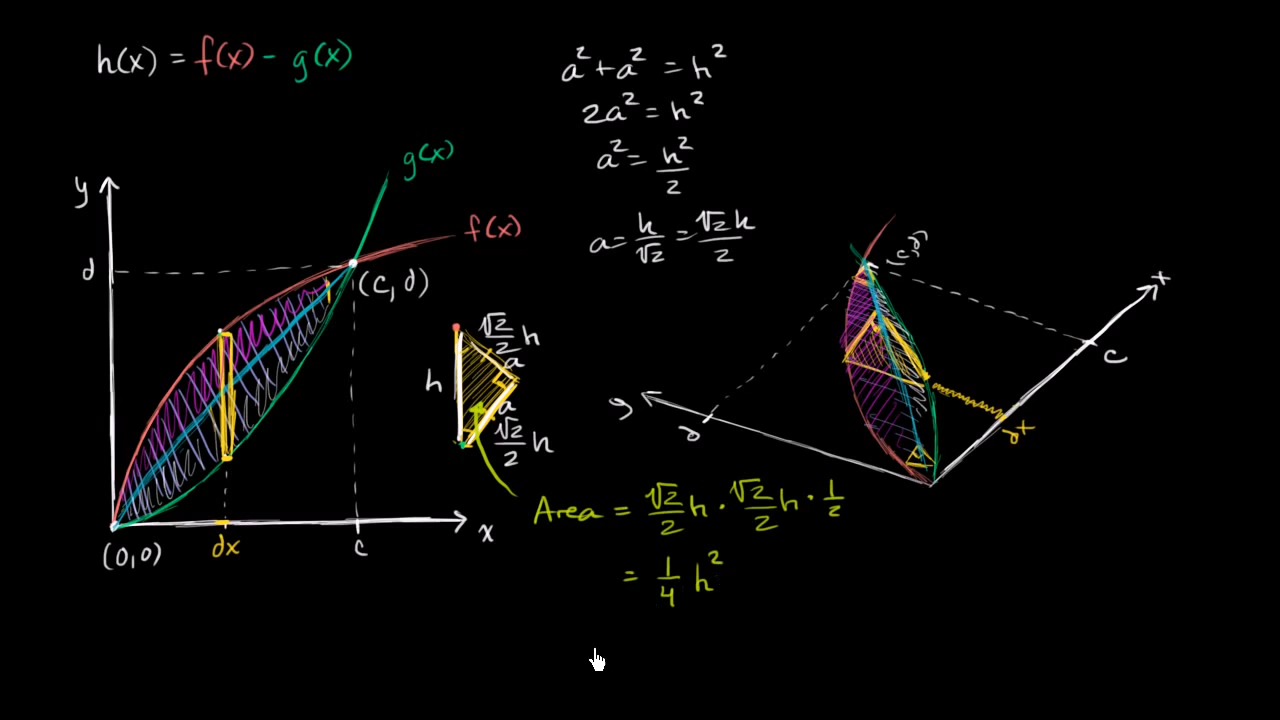 h(x) = f(x) - g(x)
a² + a² = h²
2a² = h²
a² = h²/2
a = h/√2 = √2h/2
g(x)
y
f(x)
d
(c, d)
(0,0)
dx
c
x
√2/2 h
a
h
a
√2/2 h
Area = √2/2 h · √2/2 h · 1/2
= 1/4 h²
(c,d)
x
c
y
d
dx